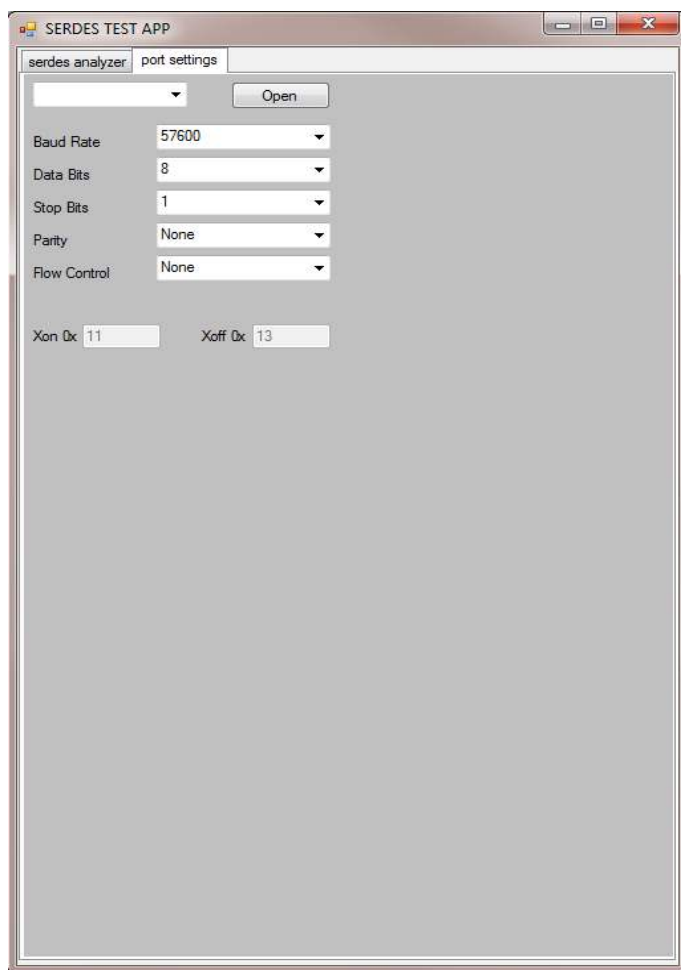 SERDES TEST APP
serdes analyzer port settings
Open
Baud Rate 57600
Data Bits 8
Stop Bits 1
Parity None
Flow Control None
Xon 0x 11 Xoff 0x 13